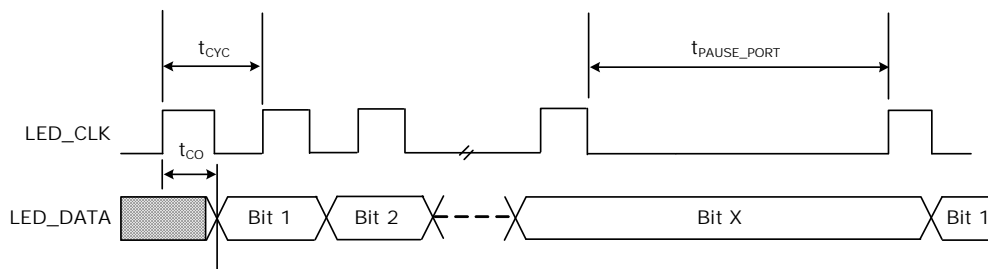 tCYC
tPAUSE_PORT
LED_CLK
tCO
LED_DATA
Bit 1
Bit 2
Bit X
Bit 1